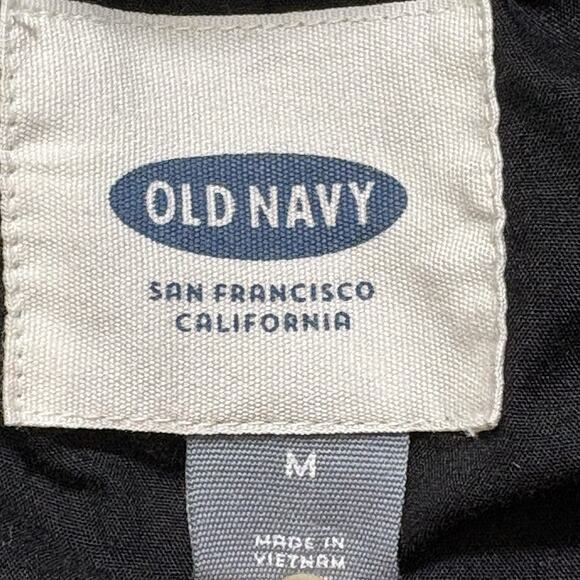 OLD NAVY
SAN FRANCISCO
CALIFORNIA
M
MADE IN
VIETNAM